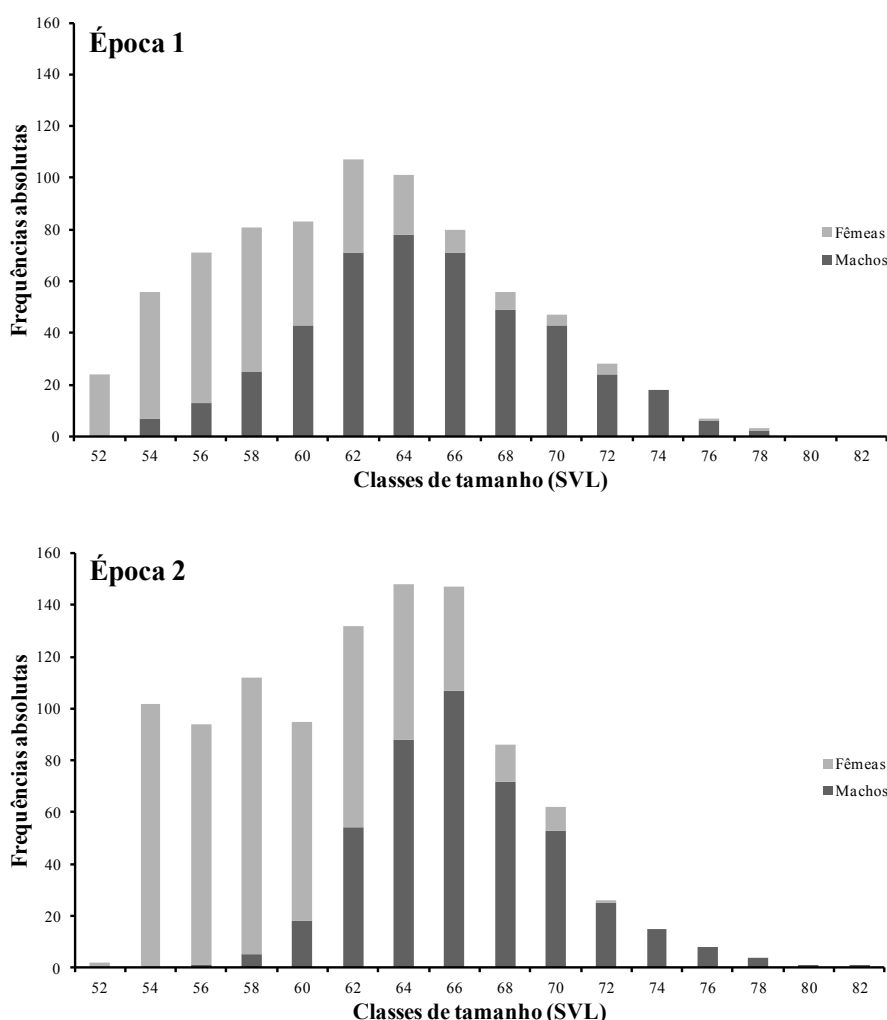 Época 1
Frequências absolutas
160
140
120
100
80
60
40
20
0
Fêmeas
Machos
52 54 56 58 60 62 64 66 68 70 72 74 76 78 80 82
Classes de tamanho (SVL)
Época 2
Frequências absolutas
160
140
120
100
80
60
40
20
0
Fêmeas
Machos
52 54 56 58 60 62 64 66 68 70 72 74 76 78 80 82
Classes de tamanho (SVL)